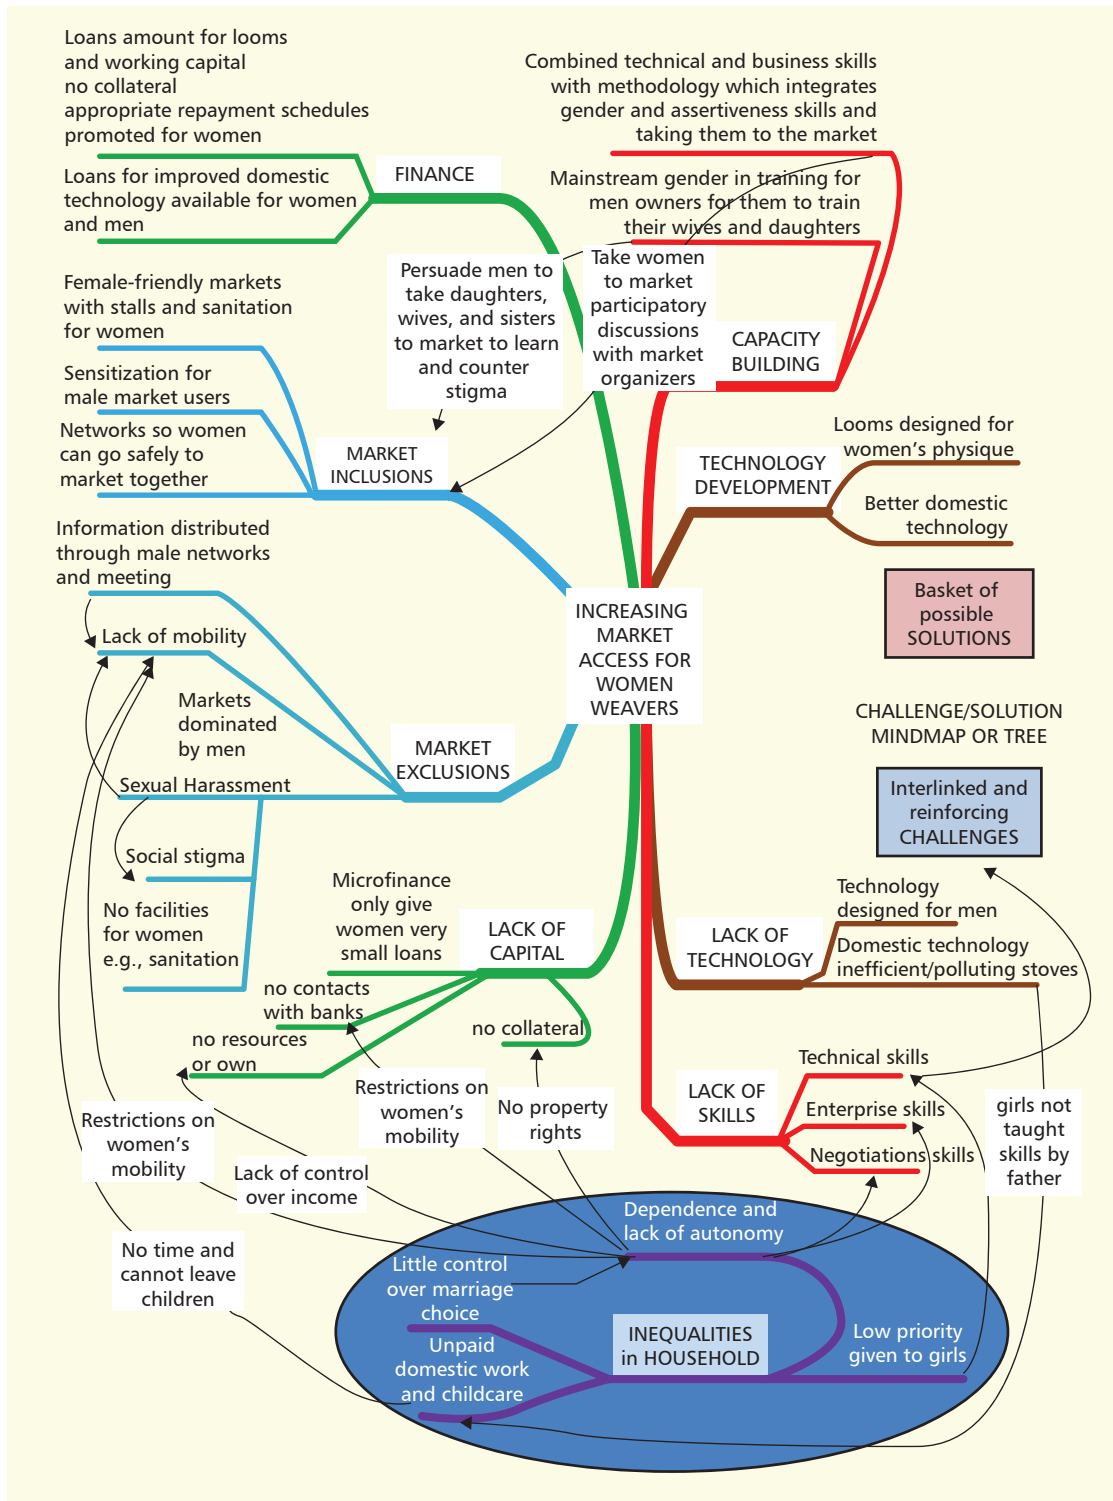 Loans amount for looms
and working capital
no collateral
appropriate repayment schedules
promoted for women
Loans for improved domestic
technology available for women
and men
FINANCE
Combined technical and business skills
with methodology which integrates
gender and assertiveness skills and
taking them to the market
Mainstream gender in training for
men owners for them to train
their wives and daughters
Persuade men to
take daughters,
wives, and sisters
to market to learn
and counter
stigma
Take women
to market
participatory
discussions
with market
organizers
CAPACITY
BUILDING
Female-friendly markets
with stalls and sanitation
for women
Sensitization for
male market users
Networks so women
can go safely to
market together
MARKET
INCLUSIONS
TECHNOLOGY
DEVELOPMENT
Looms designed for
women's physique
Better domestic
technology
Basket of
possible
SOLUTIONS
Information distributed
through male networks
and meeting
Lack of mobility
Markets
dominated
by men
Sexual Harassment
Social stigma
No facilities
for women
e.g., sanitation
MARKET
EXCLUSIONS
INCREASING
MARKET
ACCESS FOR
WOMEN
WEAVERS
CHALLENGE/SOLUTION
MINDMAP OR TREE
Interlinked and
reinforcing
CHALLENGES
Microfinance
only give
women very
small loans
LACK OF
CAPITAL
no contacts
with banks
no resources
or own
no collateral
LACK OF
TECHNOLOGY
Technology
designed for men
Domestic technology
inefficient/polluting stoves
LACK OF
SKILLS
Technical skills
Enterprise skills
Negotiations skills
girls not
taught
skills by
father
Restrictions on
women's
mobility
No property
rights
Restrictions on
women's
mobility
Lack of control
over income
No time and
cannot leave
children
Dependence and
lack of autonomy
Little control
over marriage
choice
Unpaid
domestic work
and childcare
INEQUALITIES
in HOUSEHOLD
Low priority
given to girls